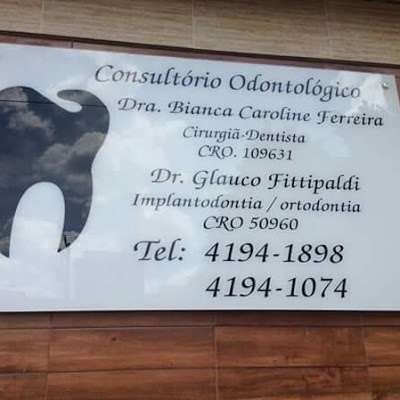 Consultório Odontológico
Dra. Bianca Caroline Ferreira
Cirurgiã-Dentista
CRO. 109631
Dr. Glauco Fittipaldi
Implantodontia / ortodontia
CRO 50960
Tel: 4194-1898
4194-1074